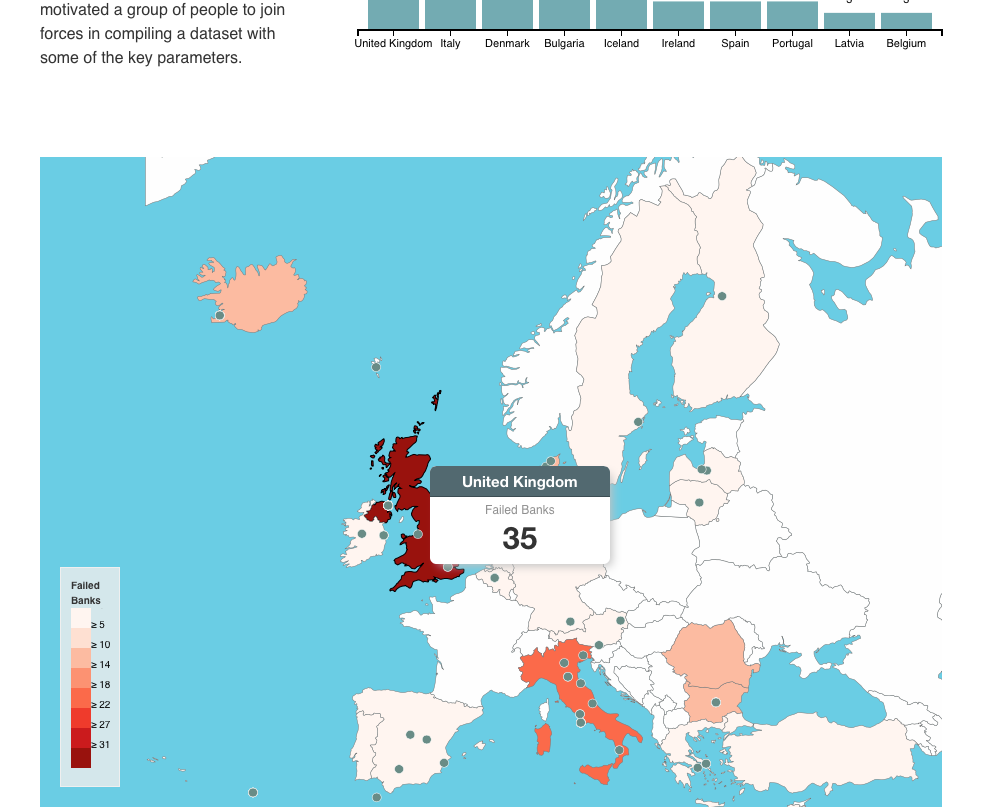 motivated a group of people to join
forces in compiling a dataset with
some of the key parameters.
United Kingdom Italy Denmark Bulgaria Iceland Ireland Spain Portugal Latvia Belgium
United Kingdom
Failed Banks
35
Failed
Banks
≥ 5
≥ 10
≥ 14
≥ 18
≥ 22
≥ 27
≥ 31